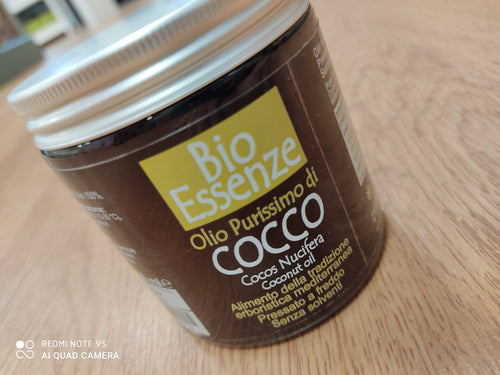 Bio
Essenze
Olio Purissimo di
COCCO
Cocos Nucifera
Coconut oil
Alimento della tradizione
erboristica mediterranea
Pressato a freddo
Senza solventi
100%
REDMI NOTE 9S
AI QUAD CAMERA